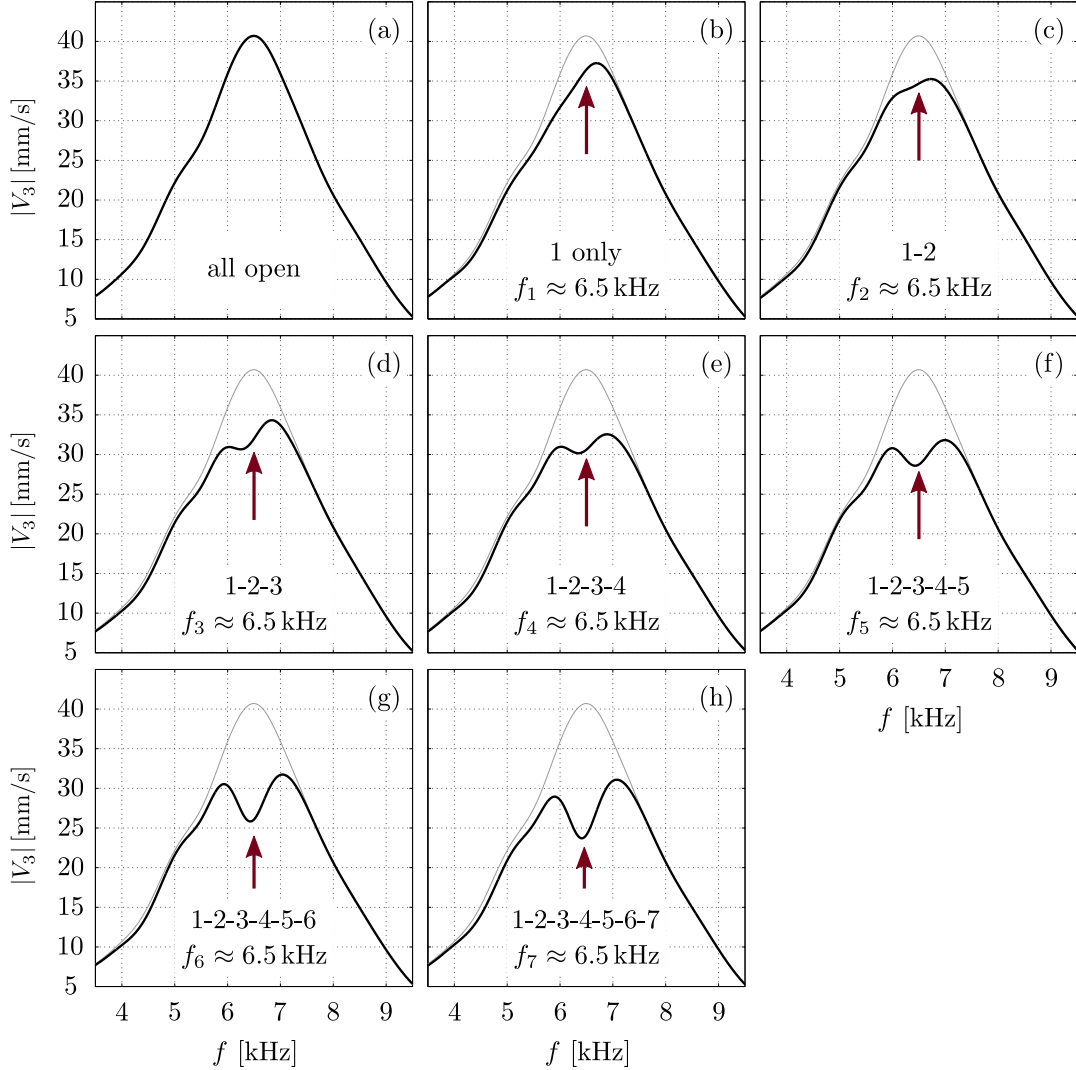 (a)
40
35
30
25
20
15
10
5
|V₃| [mm/s]
all open
(b)
1 only
f₁ ≈ 6.5 kHz
(c)
1-2
f₂ ≈ 6.5 kHz
(d)
40
35
30
25
20
15
10
5
|V₃| [mm/s]
1-2-3
f₃ ≈ 6.5 kHz
(e)
1-2-3-4
f₄ ≈ 6.5 kHz
(f)
1-2-3-4-5
f₅ ≈ 6.5 kHz
4 5 6 7 8 9
f [kHz]
(g)
40
35
30
25
20
15
10
5
|V₃| [mm/s]
1-2-3-4-5-6
f₆ ≈ 6.5 kHz
4 5 6 7 8 9
f [kHz]
(h)
1-2-3-4-5-6-7
f₇ ≈ 6.5 kHz
4 5 6 7 8 9
f [kHz]